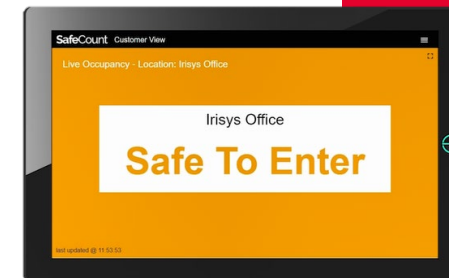 SafeCount Customer View
Live Occupancy - Location: Irisys Office
Irisys Office
Safe To Enter
last updated @ 11:53:53